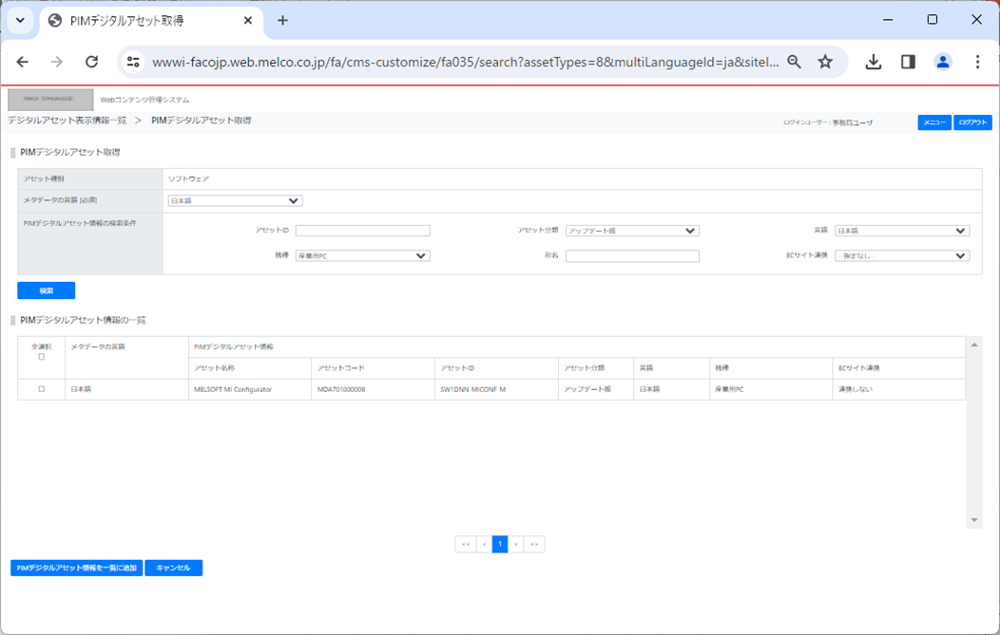 PIMデジタルアセット取得
wwwi-facojp.web.melco.co.jp/fa/cms-customize/fa035/search?assetTypes=8&multiLanguageId=ja&siteI...
NO IMAGE
Webコンテンツ管理システム
デジタルアセット表示情報一覧 > PIMデジタルアセット取得
ログインユーザー：事務局ユーザ メニュー ログアウト
PIMデジタルアセット取得
アセット種別 ソフトウェア
メタデータの言語 [必須] 日本語
PIMデジタルアセット情報の検索条件
アセットID アセット分類 アップデート版 言語 日本語
機種 産業用PC 形名 ECサイト連携 --指定なし--
検索
PIMデジタルアセット情報の一覧
全選択 メタデータの言語 PIMデジタルアセット情報
アセット名称 アセットコード アセットID アセット分類 言語 機種 ECサイト連携
日本語 MELSOFT MI Configurator MDA701000008 SW1DNN-MICONF-M アップデート版 日本語 産業用PC 連携しない
<< < 1 > >>
PIMデジタルアセット情報を一覧に追加 キャンセル